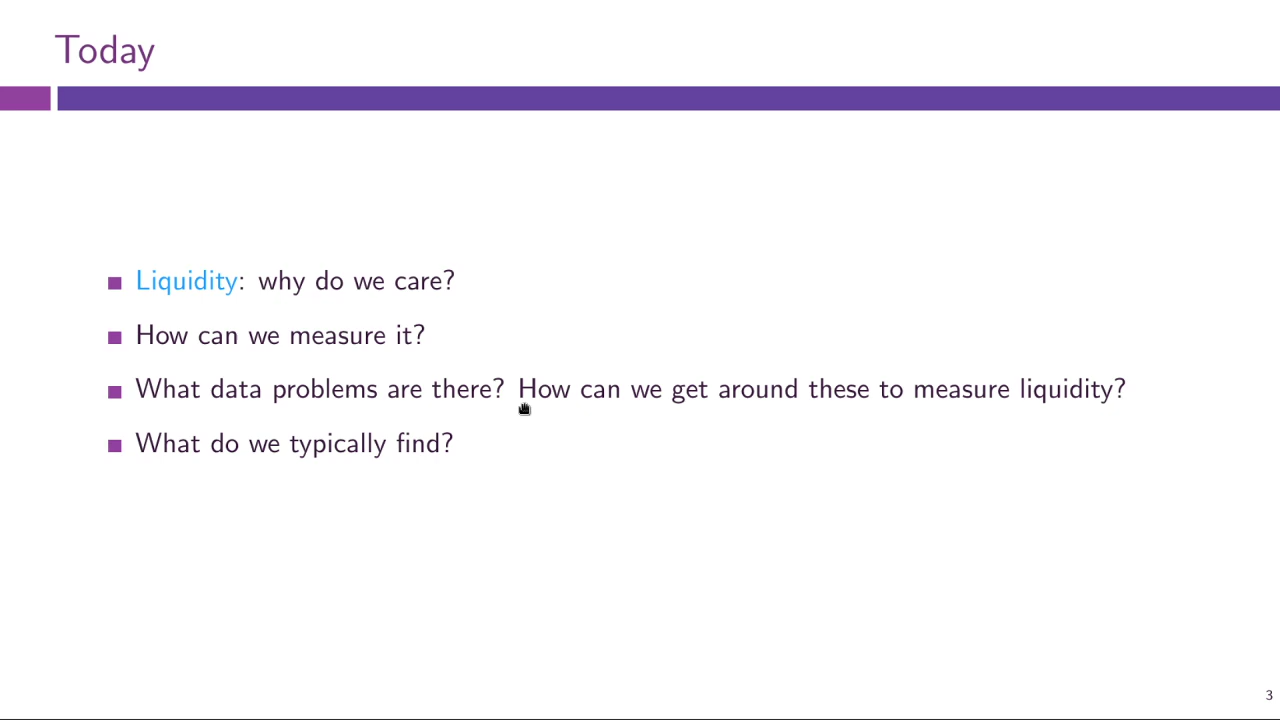 Today
Liquidity: why do we care?
How can we measure it?
What data problems are there? How can we get around these to measure liquidity?
What do we typically find?
3